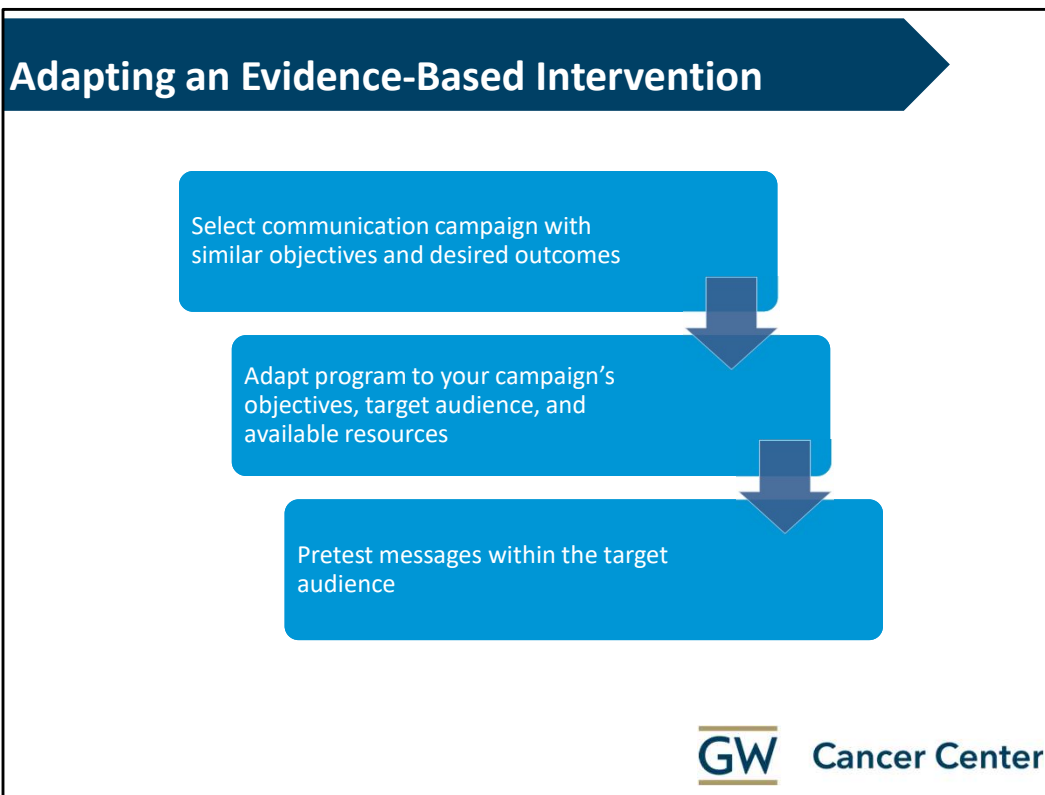 Adapting an Evidence-Based Intervention
Select communication campaign with
similar objectives and desired outcomes
Adapt program to your campaign’s
objectives, target audience, and
available resources
Pretest messages within the target
audience
GW Cancer Center